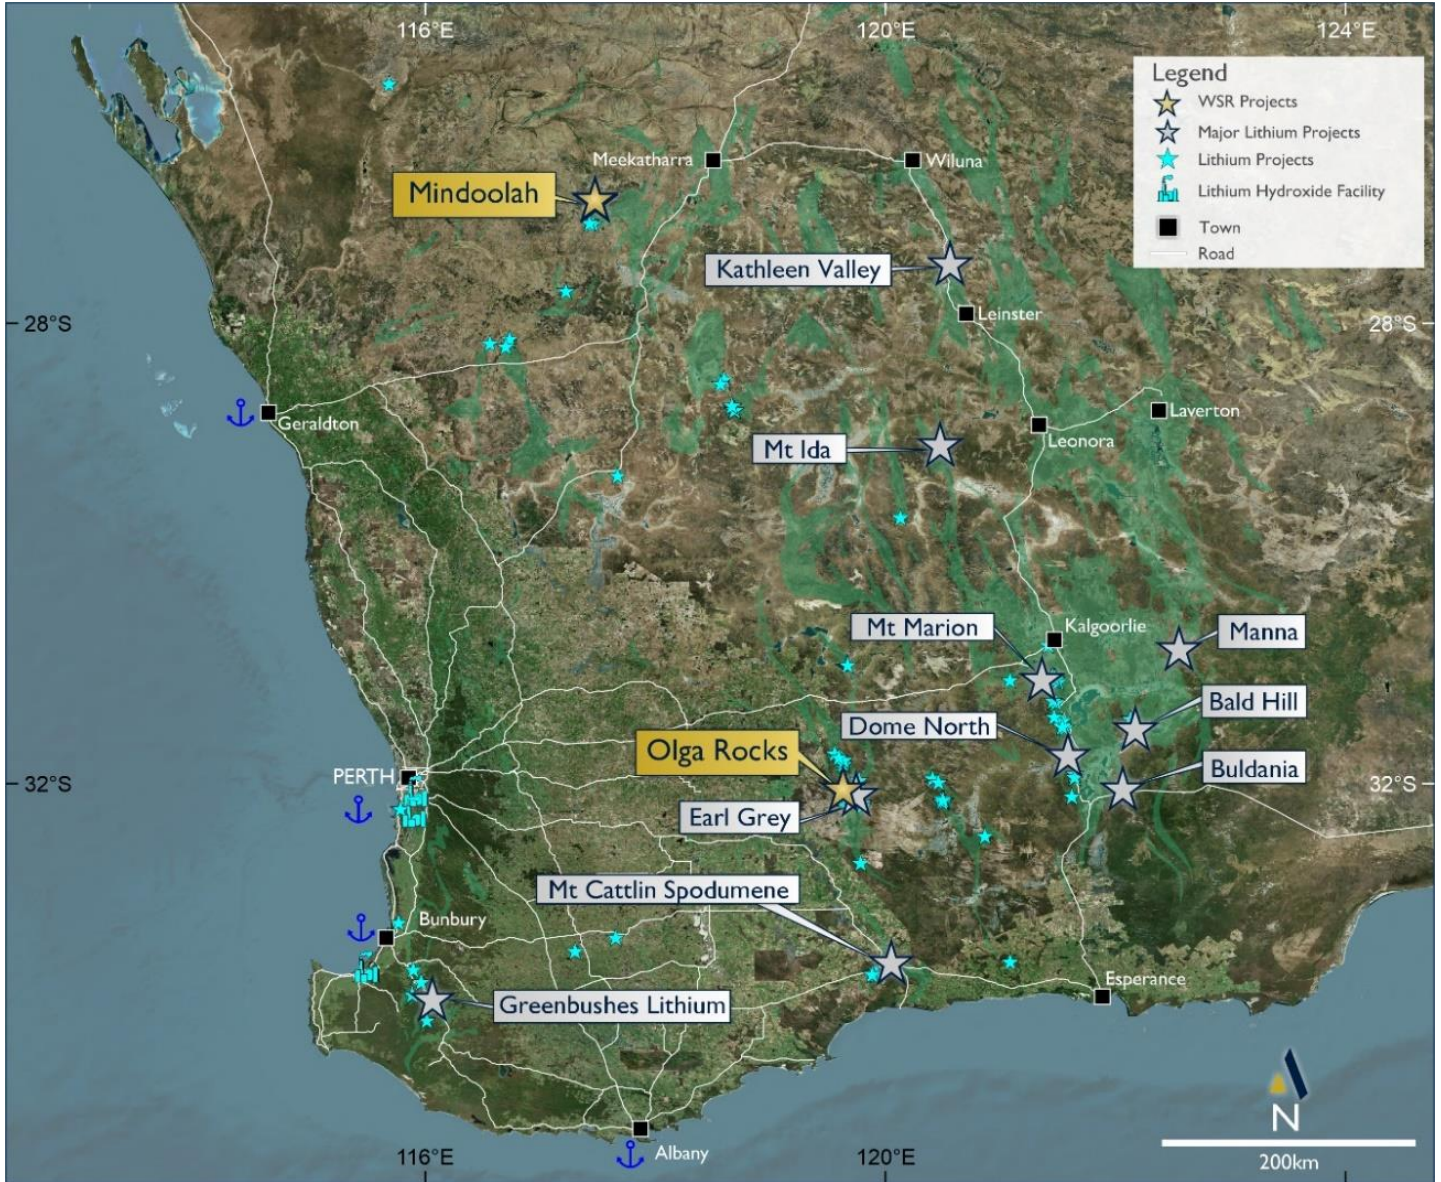 116°E
120°E
124°E
Legend
WSR Projects
Major Lithium Projects
Lithium Projects
Lithium Hydroxide Facility
Town
Road
Meekatharra
Wiluna
Mindoolah
Kathleen Valley
Leinster
28°S
28°S
Geraldton
Laverton
Leonora
Mt Ida
Mt Marion
Kalgoorlie
Manna
Bald Hill
Dome North
Olga Rocks
Buldania
PERTH
32°S
32°S
Earl Grey
Mt Cattlin Spodumene
Bunbury
Esperance
Greenbushes Lithium
N
200km
Albany
116°E
120°E